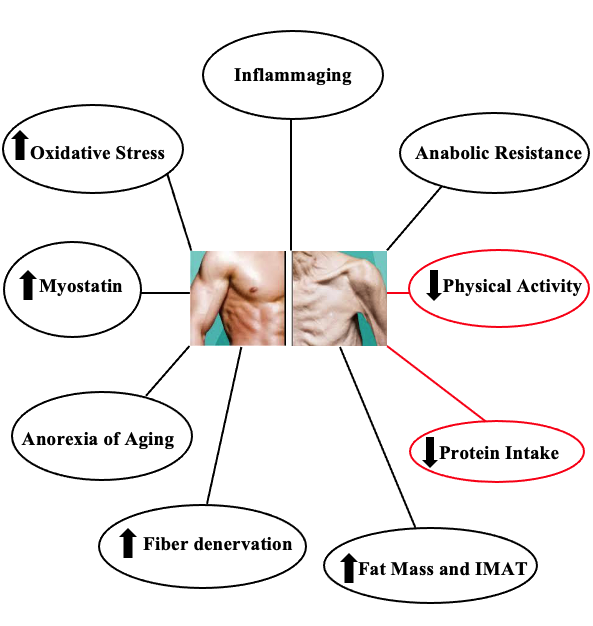 Inflammaging
Oxidative Stress
Anabolic Resistance
Myostatin
Physical Activity
Anorexia of Aging
Protein Intake
Fiber denervation
Fat Mass and IMAT